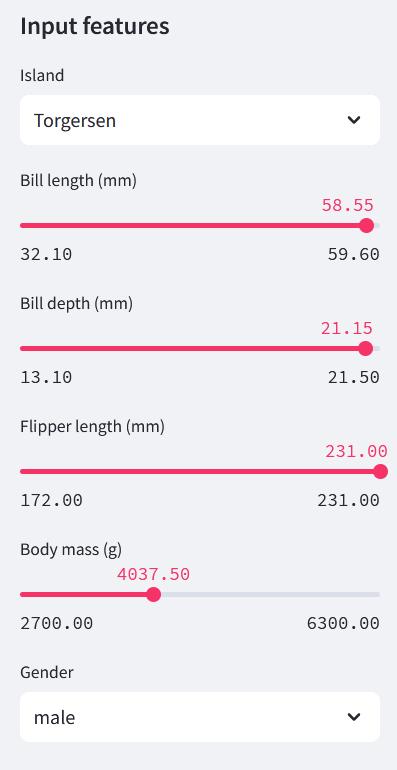 Input features
Island
Torgersen
Bill length (mm)
58.55
32.10 59.60
Bill depth (mm)
21.15
13.10 21.50
Flipper length (mm)
231.00
172.00 231.00
Body mass (g)
4037.50
2700.00 6300.00
Gender
male